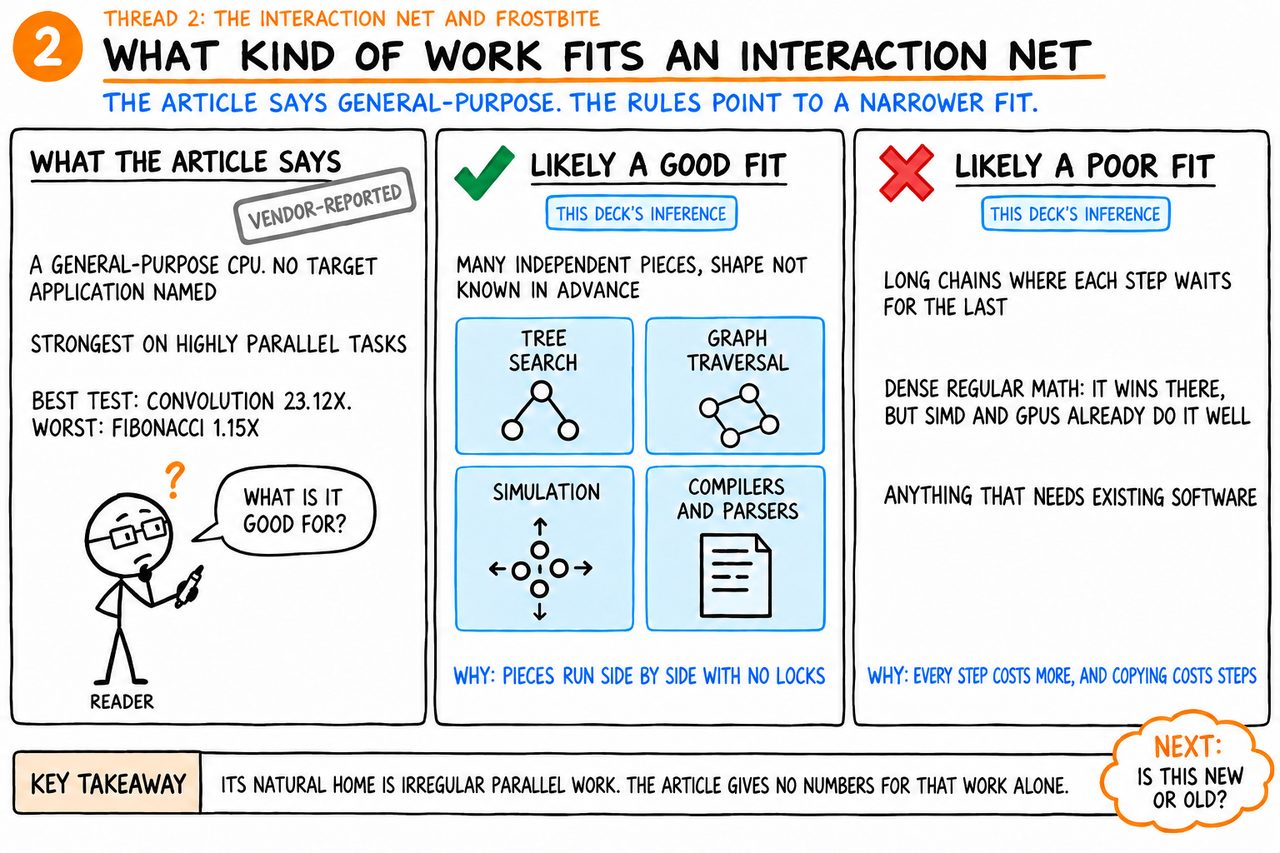 2
THREAD 2: THE INTERACTION NET AND FROSTBITE
WHAT KIND OF WORK FITS AN INTERACTION NET
THE ARTICLE SAYS GENERAL-PURPOSE. THE RULES POINT TO A NARROWER FIT.
WHAT THE ARTICLE SAYS
VENDOR-REPORTED
A GENERAL-PURPOSE CPU. NO TARGET
APPLICATION NAMED
STRONGEST ON HIGHLY PARALLEL TASKS
BEST TEST: CONVOLUTION 23.12X.
WORST: FIBONACCI 1.15X
?
WHAT IS IT
GOOD FOR?
READER
LIKELY A GOOD FIT
THIS DECK'S INFERENCE
MANY INDEPENDENT PIECES, SHAPE NOT
KNOWN IN ADVANCE
TREE
SEARCH
GRAPH
TRAVERSAL
SIMULATION
COMPILERS
AND PARSERS
WHY: PIECES RUN SIDE BY SIDE WITH NO LOCKS
LIKELY A POOR FIT
THIS DECK'S INFERENCE
LONG CHAINS WHERE EACH STEP WAITS
FOR THE LAST
DENSE REGULAR MATH: IT WINS THERE,
BUT SIMD AND GPUS ALREADY DO IT WELL
ANYTHING THAT NEEDS EXISTING SOFTWARE
WHY: EVERY STEP COSTS MORE, AND COPYING COSTS STEPS
KEY TAKEAWAY
ITS NATURAL HOME IS IRREGULAR PARALLEL WORK. THE ARTICLE GIVES NO NUMBERS FOR THAT WORK ALONE.
NEXT:
IS THIS NEW
OR OLD?